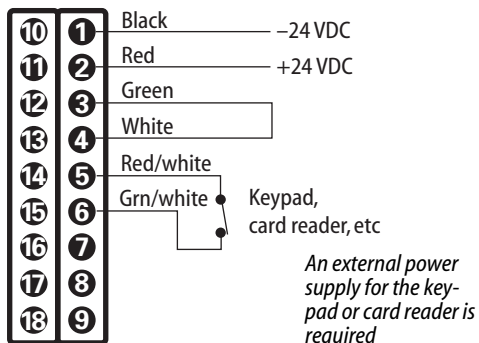 10 1 Black −24 VDC
11 2 Red +24 VDC
12 3 Green
13 4 White
14 5 Red/white
15 6 Grn/white Keypad,
card reader, etc
16 7
17 8
18 9
An external power
supply for the key-
pad or card reader is
required